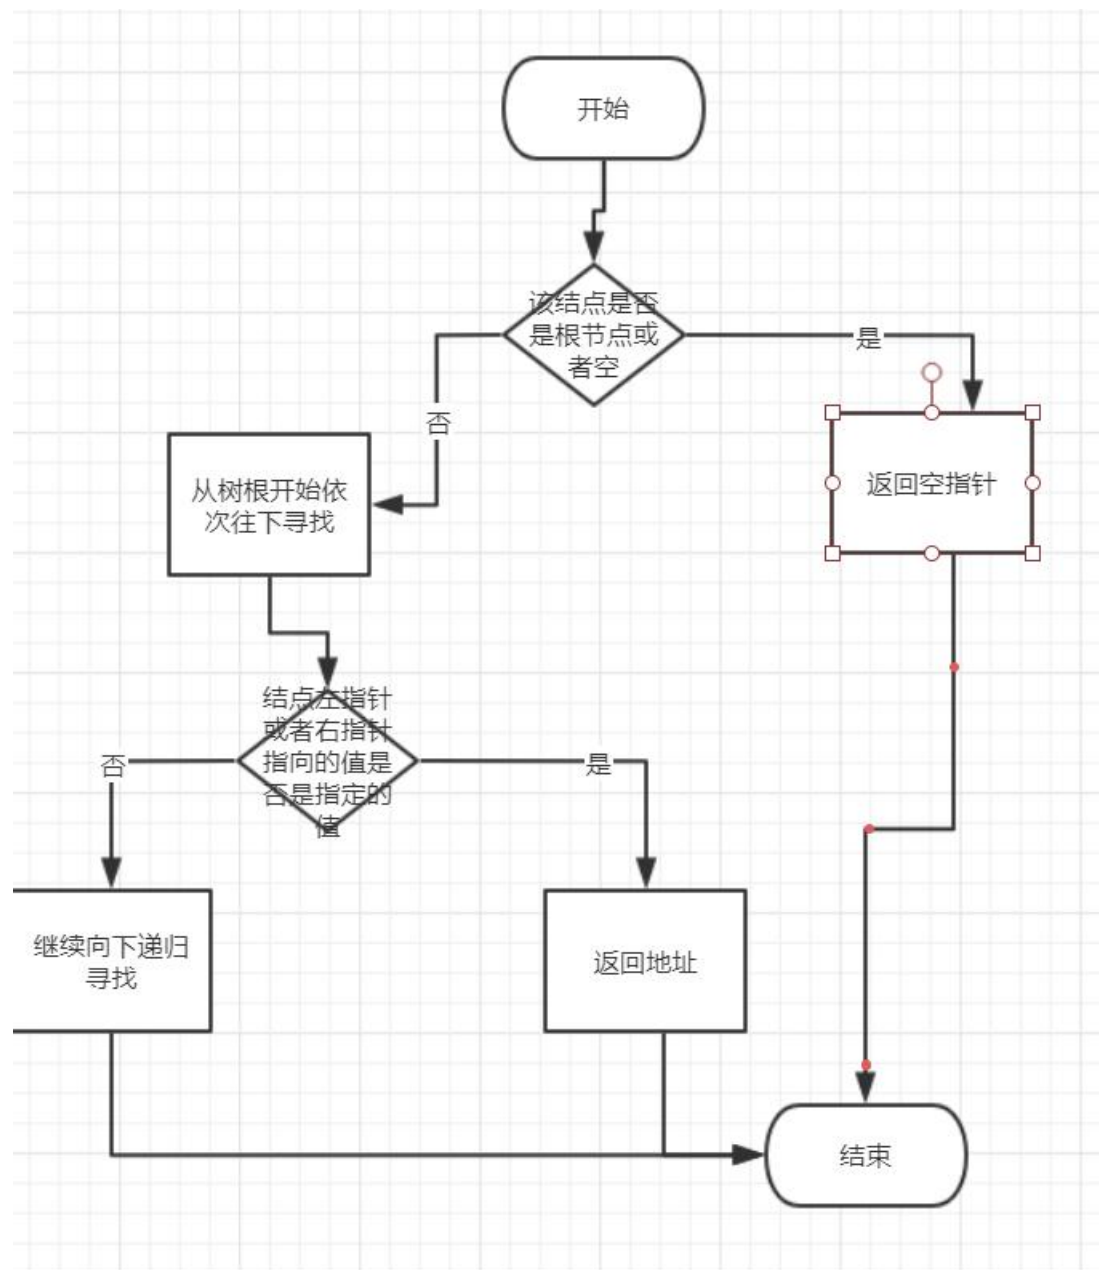 开始
该结点是否
是根节点或
者空
是
否
从树根开始依
次往下寻找
返回空指针
结点左指针
或者右指针
指向的值是
否是指定的
值
否
是
继续向下递归
寻找
返回地址
结束